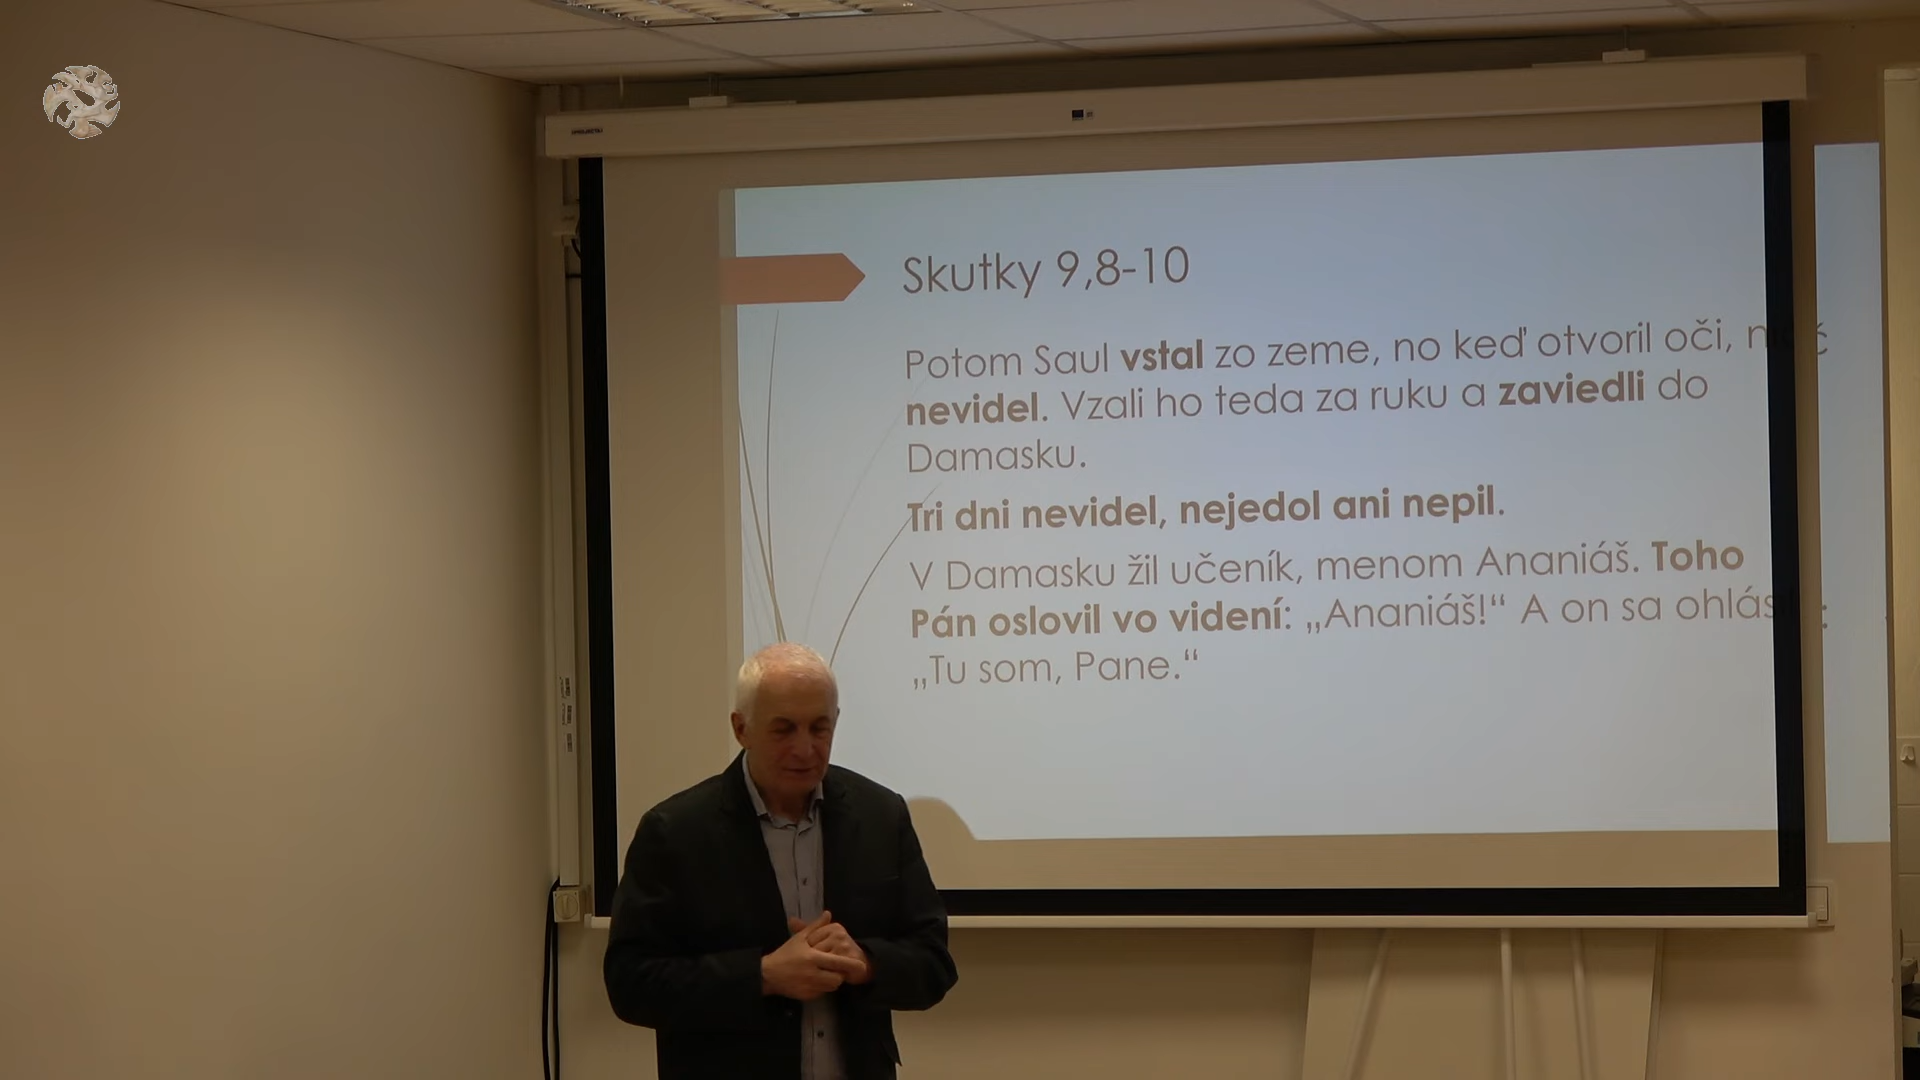 Skutky 9,8-10
Potom Saul vstal zo zeme, no keď otvoril oči,
nevidel. Vzali ho teda za ruku a zaviedli do
Damasku.
Tri dni nevidel, nejedol ani nepil.
V Damasku žil učeník, menom Ananiáš. Toho
Pán oslovil vo videní: „Ananiáš!“ A on sa
„Tu som, Pane.“